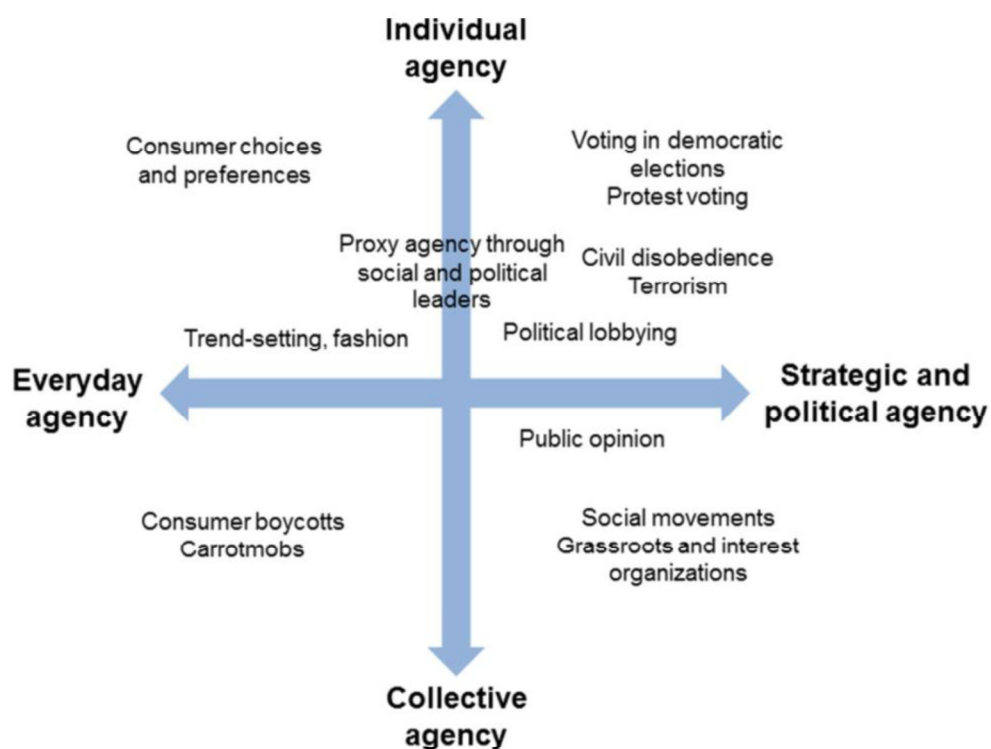 Individual
agency
Consumer choices
and preferences
Voting in democratic
elections
Protest voting
Proxy agency through
social and political
leaders
Civil disobedience
Terrorism
Trend-setting, fashion
Political lobbying
Everyday
agency
Strategic and
political agency
Public opinion
Consumer boycotts
Carrotmobs
Social movements
Grassroots and interest
organizations
Collective
agency